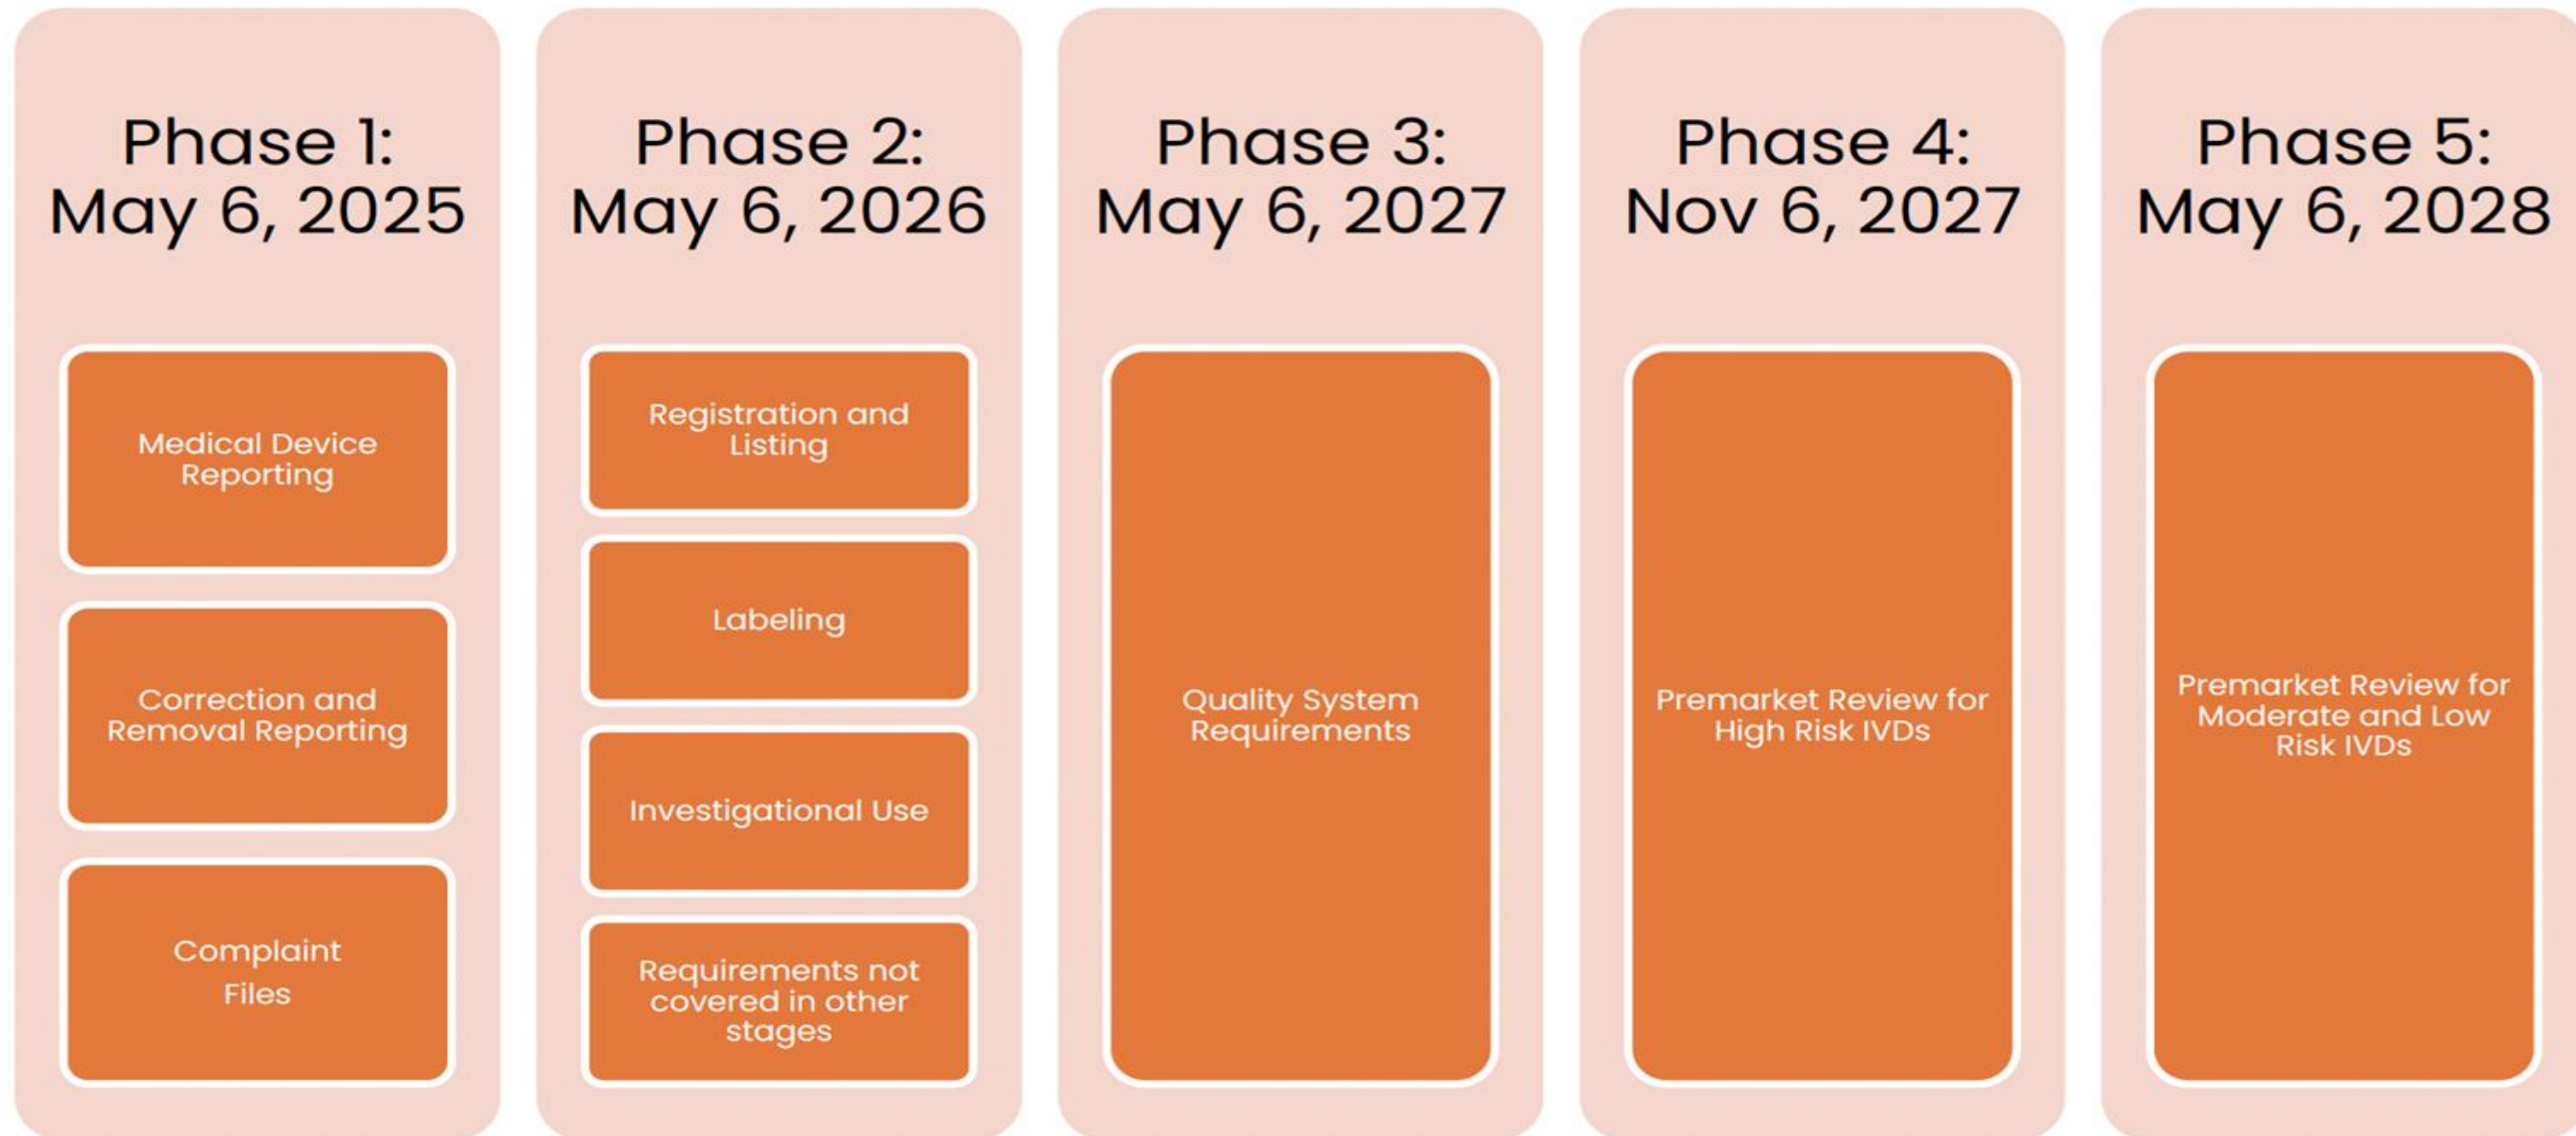 Phase 1:
May 6, 2025
Medical Device
Reporting
Correction and
Removal Reporting
Complaint
Files
Phase 2:
May 6, 2026
Registration and
Listing
Labeling
Investigational Use
Requirements not
covered in other
stages
Phase 3:
May 6, 2027
Quality System
Requirements
Phase 4:
Nov 6, 2027
Premarket Review for
High Risk IVDs
Phase 5:
May 6, 2028
Premarket Review for
Moderate and Low
Risk IVDs